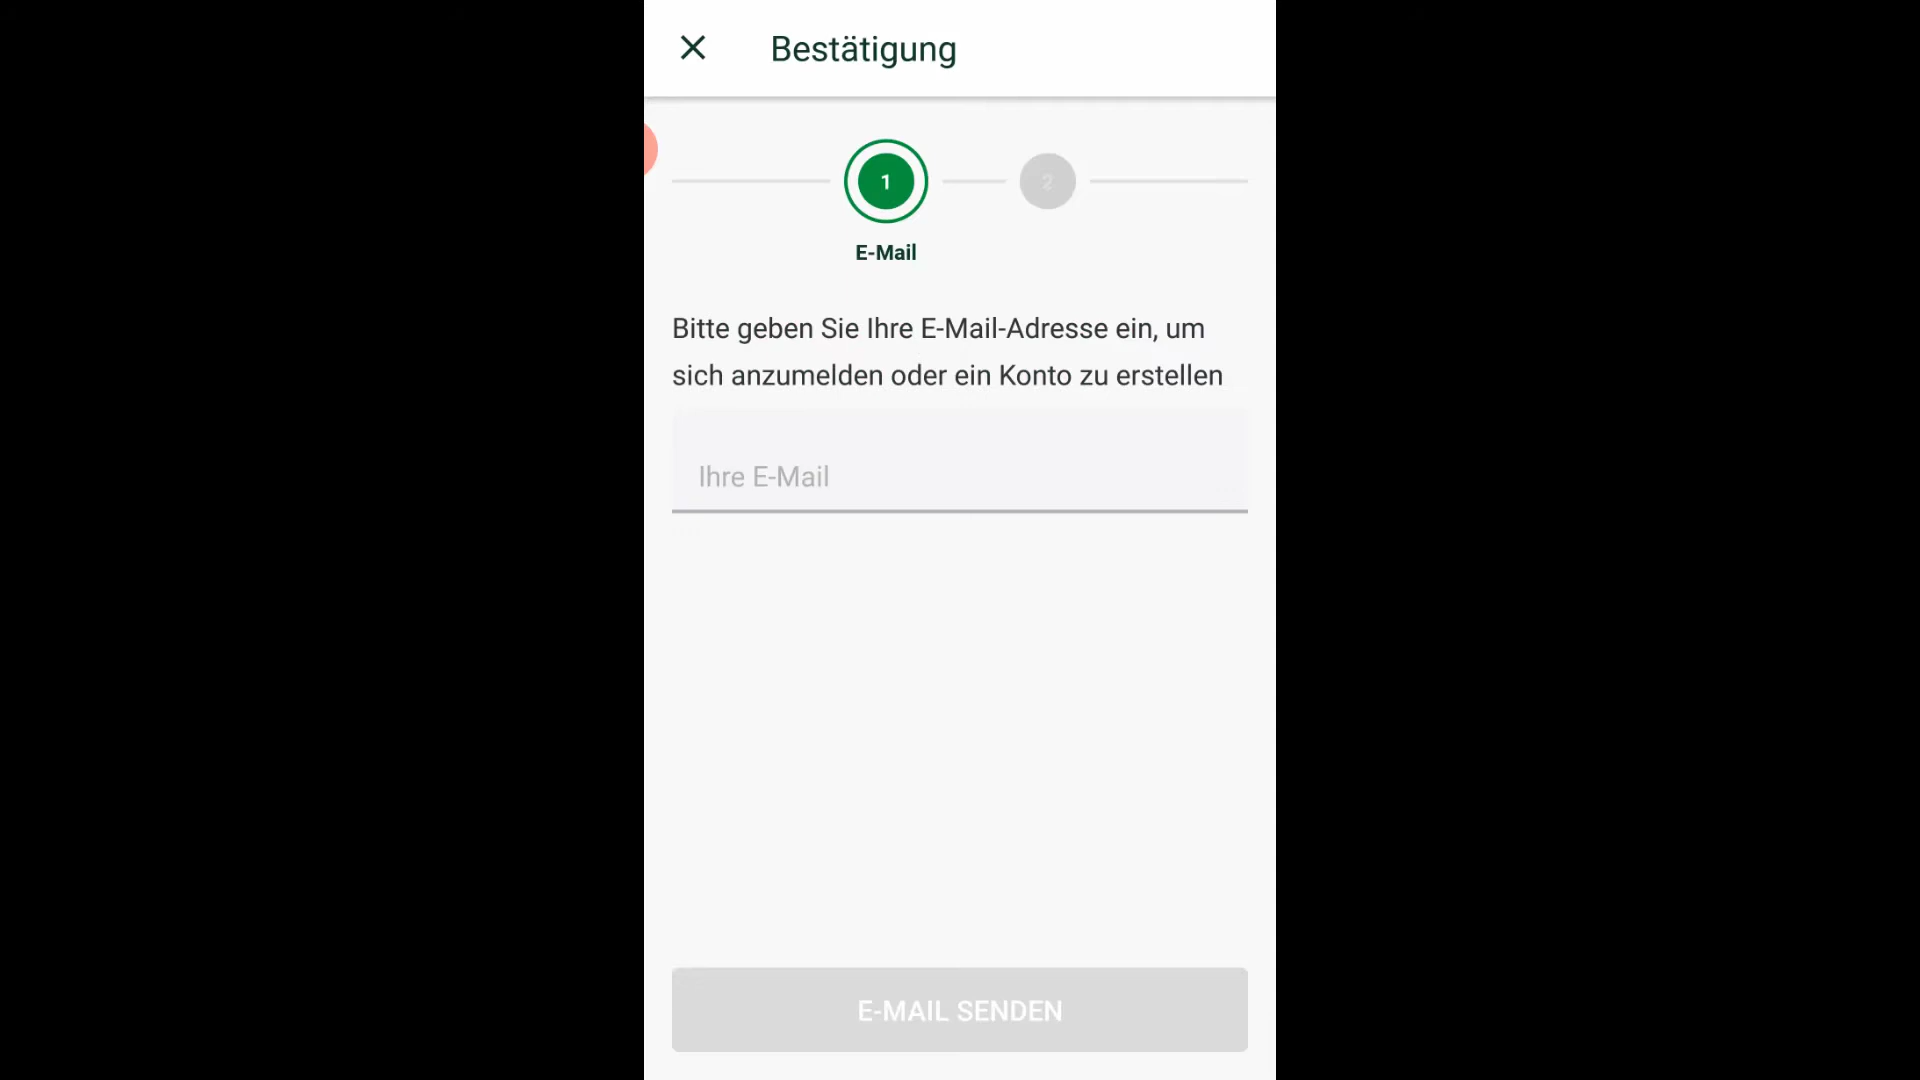 Bestätigung
1
2
E-Mail
Bitte geben Sie Ihre E-Mail-Adresse ein, um
sich anzumelden oder ein Konto zu erstellen
Ihre E-Mail
E-MAIL SENDEN